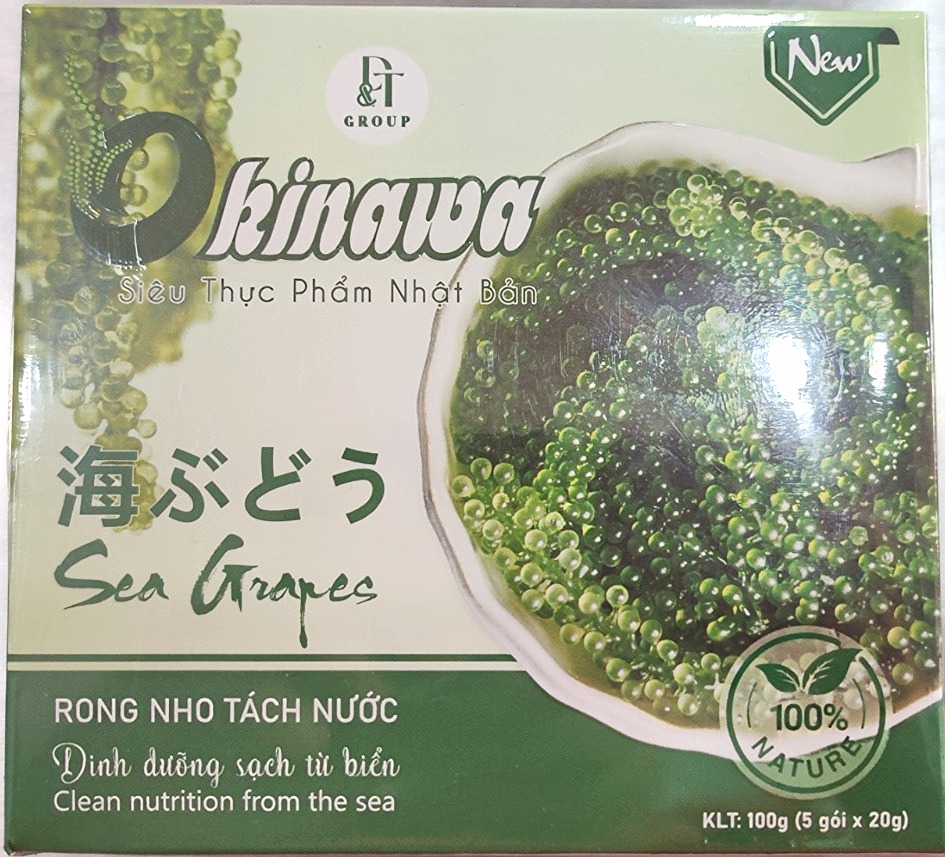 D&T
GROUP
New
Okinawa
Siêu Thực Phẩm Nhật Bản
海ぶどう
Sea Grapes
RONG NHO TÁCH NƯỚC
Dinh dưỡng sạch từ biển
Clean nutrition from the sea
100%
NATURE
KLT: 100g (5 gói x 20g)